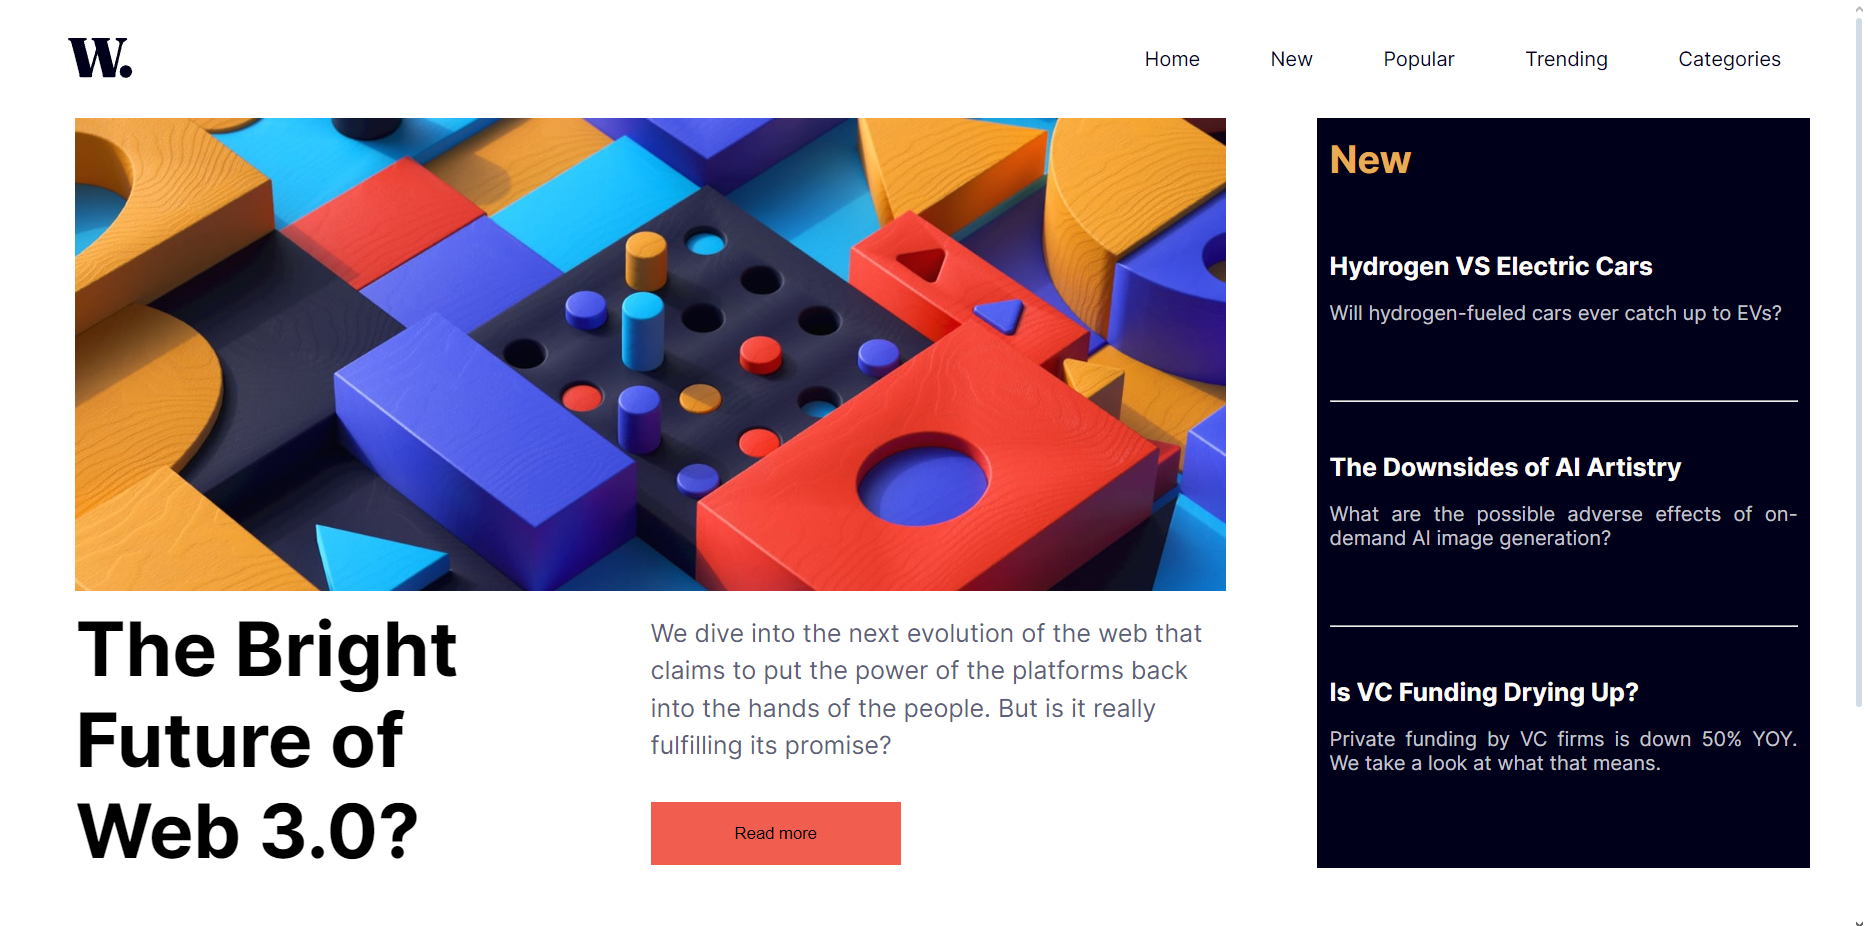 W.
Home New Popular Trending Categories
New
Hydrogen VS Electric Cars
Will hydrogen-fueled cars ever catch up to EVs?
The Downsides of AI Artistry
What are the possible adverse effects of on-
demand AI image generation?
Is VC Funding Drying Up?
Private funding by VC firms is down 50% YOY.
We take a look at what that means.
The Bright
Future of
Web 3.0?
We dive into the next evolution of the web that
claims to put the power of the platforms back
into the hands of the people. But is it really
fulfilling its promise?
Read more